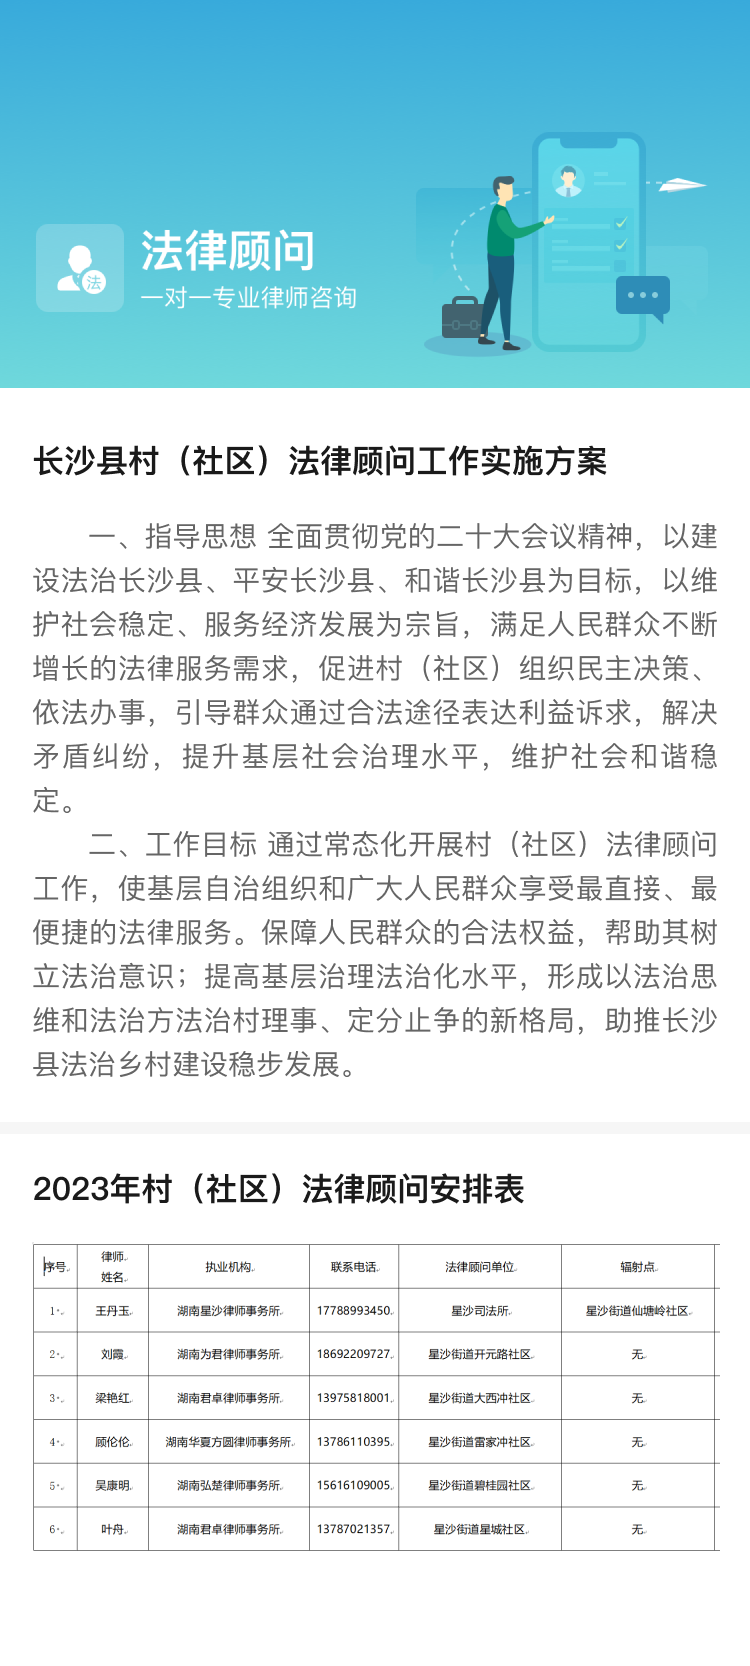 法律顾问
一对一专业律师咨询
法
长沙县村（社区）法律顾问工作实施方案
一、指导思想 全面贯彻党的二十大会议精神，以建
设法治长沙县、平安长沙县、和谐长沙县为目标，以维
护社会稳定、服务经济发展为宗旨，满足人民群众不断
增长的法律服务需求，促进村（社区）组织民主决策、
依法办事，引导群众通过合法途径表达利益诉求，解决
矛盾纠纷，提升基层社会治理水平，维护社会和谐稳
定。
二、工作目标 通过常态化开展村（社区）法律顾问
工作，使基层自治组织和广大人民群众享受最直接、最
便捷的法律服务。保障人民群众的合法权益，帮助其树
立法治意识；提高基层治理法治化水平，形成以法治思
维和法治方法治村理事、定分止争的新格局，助推长沙
县法治乡村建设稳步发展。
2023年村（社区）法律顾问安排表
序号 律师姓名 执业机构 联系电话 法律顾问单位 辐射点
1 王丹玉 湖南星沙律师事务所 17788993450 星沙司法所 星沙街道仙塘岭社区
2 刘霞 湖南为君律师事务所 18692209727 星沙街道开元路社区 无
3 梁艳红 湖南君卓律师事务所 13975818001 星沙街道大西冲社区 无
4 顾伦伦 湖南华夏方圆律师事务所 13786110395 星沙街道雷家冲社区 无
5 吴康明 湖南弘楚律师事务所 15616109005 星沙街道碧桂园社区 无
6 叶舟 湖南君卓律师事务所 13787021357 星沙街道星城社区 无